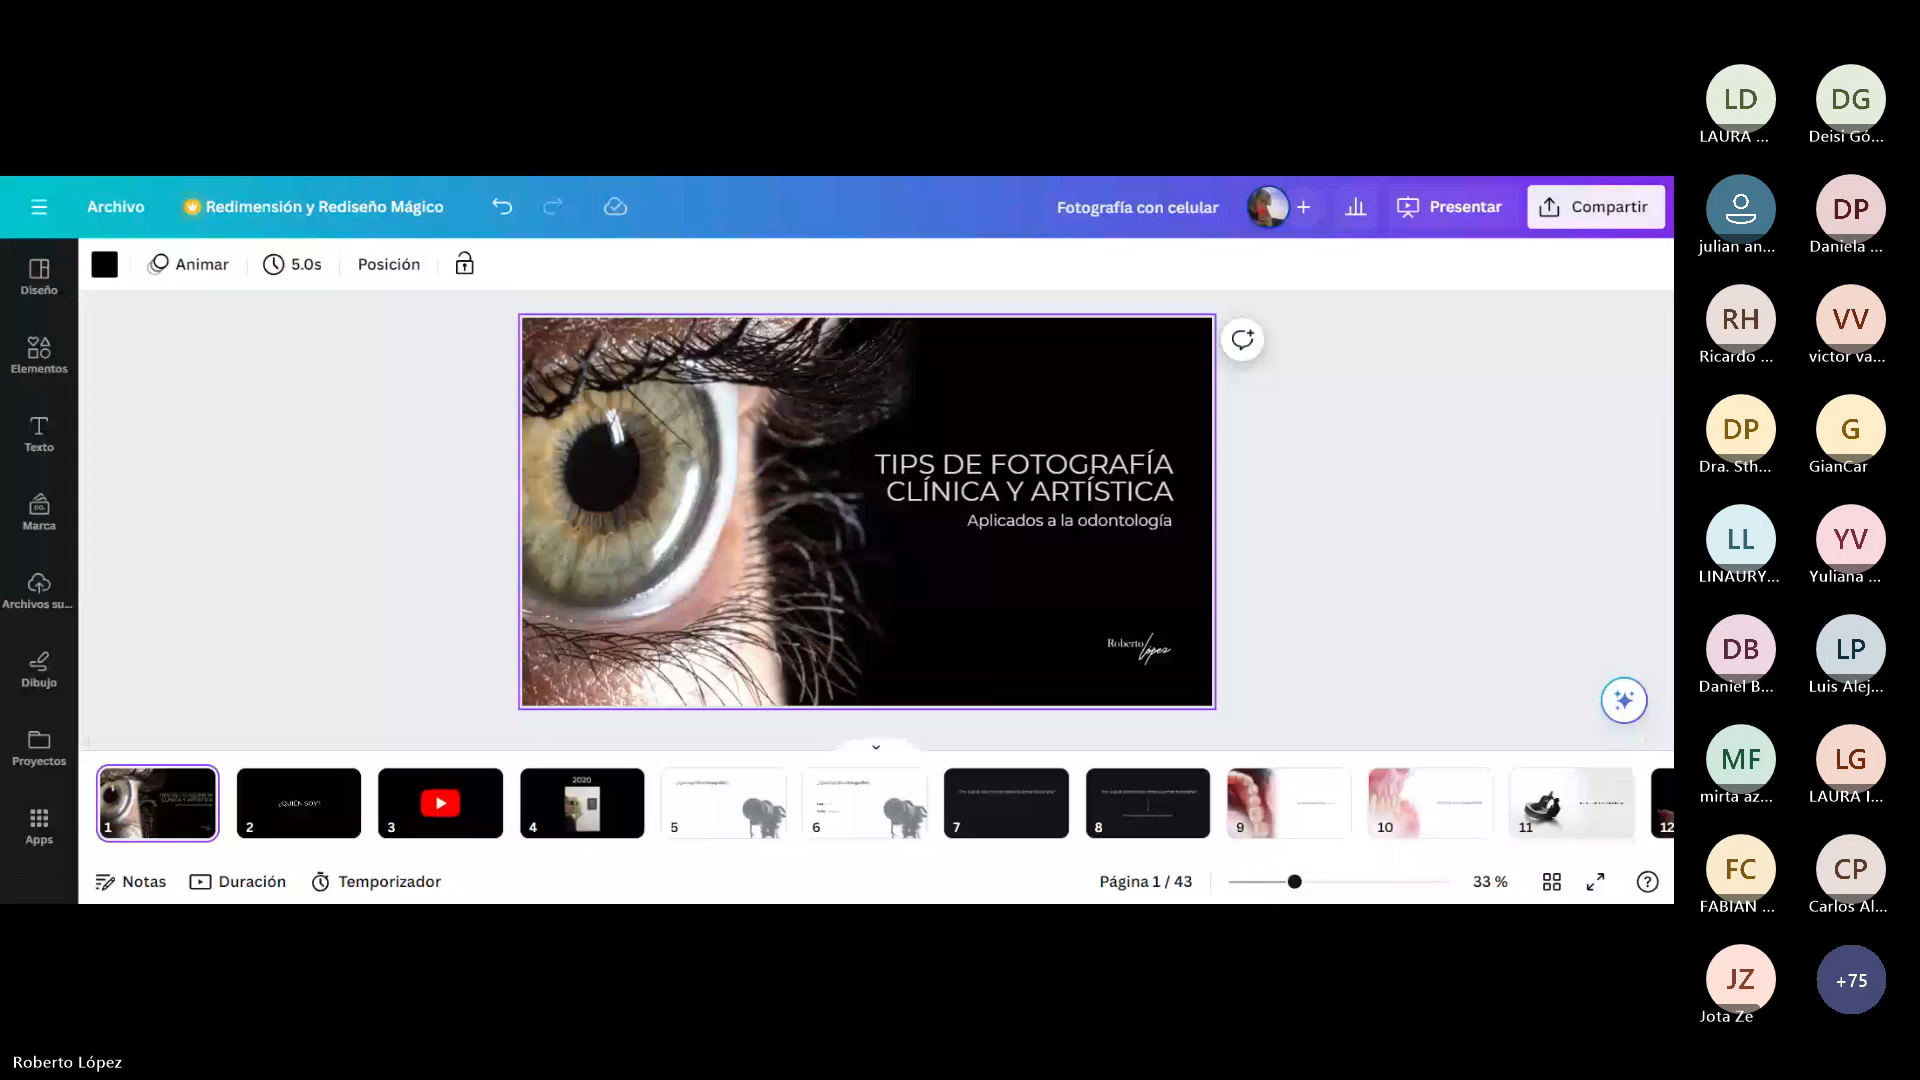 LD
DG
LAURA ...
Deisi Gó...
DP
julian an...
Daniela ...
RH
VV
Ricardo ...
victor va...
DP
G
Dra. Sth...
GianCar
LL
YV
LINAURY...
Yuliana ...
DB
LP
Daniel B...
Luis Alej...
MF
LG
mirta az...
LAURA I...
FC
CP
FABIAN ...
Carlos Al...
JZ
+75
Jota Ze
Archivo
Redimensión y Rediseño Mágico
Fotografía con celular
Presentar
Compartir
Animar
5.0s
Posición
Diseño
Elementos
Texto
Marca
Archivos su...
Dibujo
Proyectos
Apps
TIPS DE FOTOGRAFÍA
CLÍNICA Y ARTÍSTICA
Aplicados a la odontología
Roberto
López
1
¿QUIÉN SOY?
2
3
2020
4
5
6
7
8
9
10
11
12
Notas
Duración
Temporizador
Página 1 / 43
33 %
Roberto López